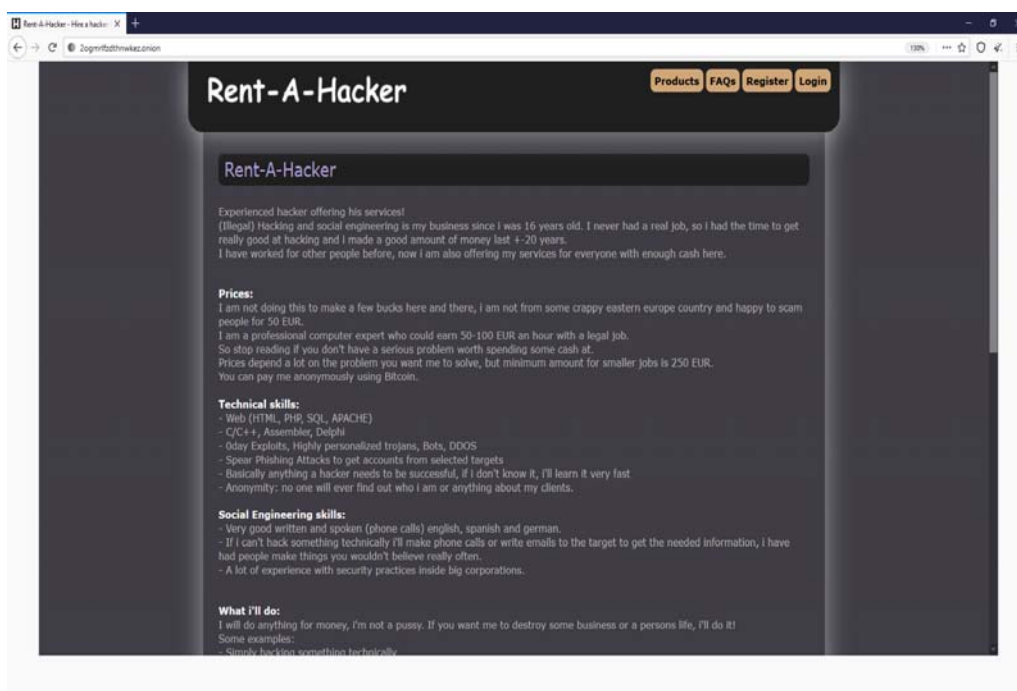 Rent-A-Hacker - Hire a hacker
130%
Rent-A-Hacker
Products FAQs Register Login
Rent-A-Hacker
Experienced hacker offering his services!
(Illegal) Hacking and social engineering is my business since i was 16 years old. I never had a real job, so i had the time to get
really good at hacking and i made a good amount of money last +-20 years.
I have worked for other people before, now i am also offering my services for everyone with enough cash here.
Prices:
I am not doing this to make a few bucks here and there, i am not from some crappy eastern europe country and happy to scam
people for 50 EUR.
I am a professional computer expert who could earn 50-100 EUR an hour with a legal job.
So stop reading if you don't have a serious problem worth spending some cash at.
Prices depend a lot on the problem you want me to solve, but minimum amount for smaller jobs is 250 EUR.
You can pay me anonymously using Bitcoin.
Technical skills:
- Web (HTML, PHP, SQL, APACHE)
- C/C++, Assembler, Delphi
- 0day Exploits, Highly personalized trojans, Bots, DDOS
- Spear Phishing Attacks to get accounts from selected targets
- Basically anything a hacker needs to be successful, if i don't know it, i'll learn it very fast
- Anonymity: no one will ever find out who i am or anything about my clients.
Social Engineering skills:
- Very good written and spoken (phone calls) english, spanish and german.
- If i can't hack something technically i'll make phone calls or write emails to the target to get the needed information, i have
had people make things you wouldn't believe really often.
- A lot of experience with security practices inside big corporations.
What i'll do:
I will do anything for money, i'm not a pussy. If you want me to destroy some business or a persons life, i'll do it!
Some examples:
- Simply hacking something technically